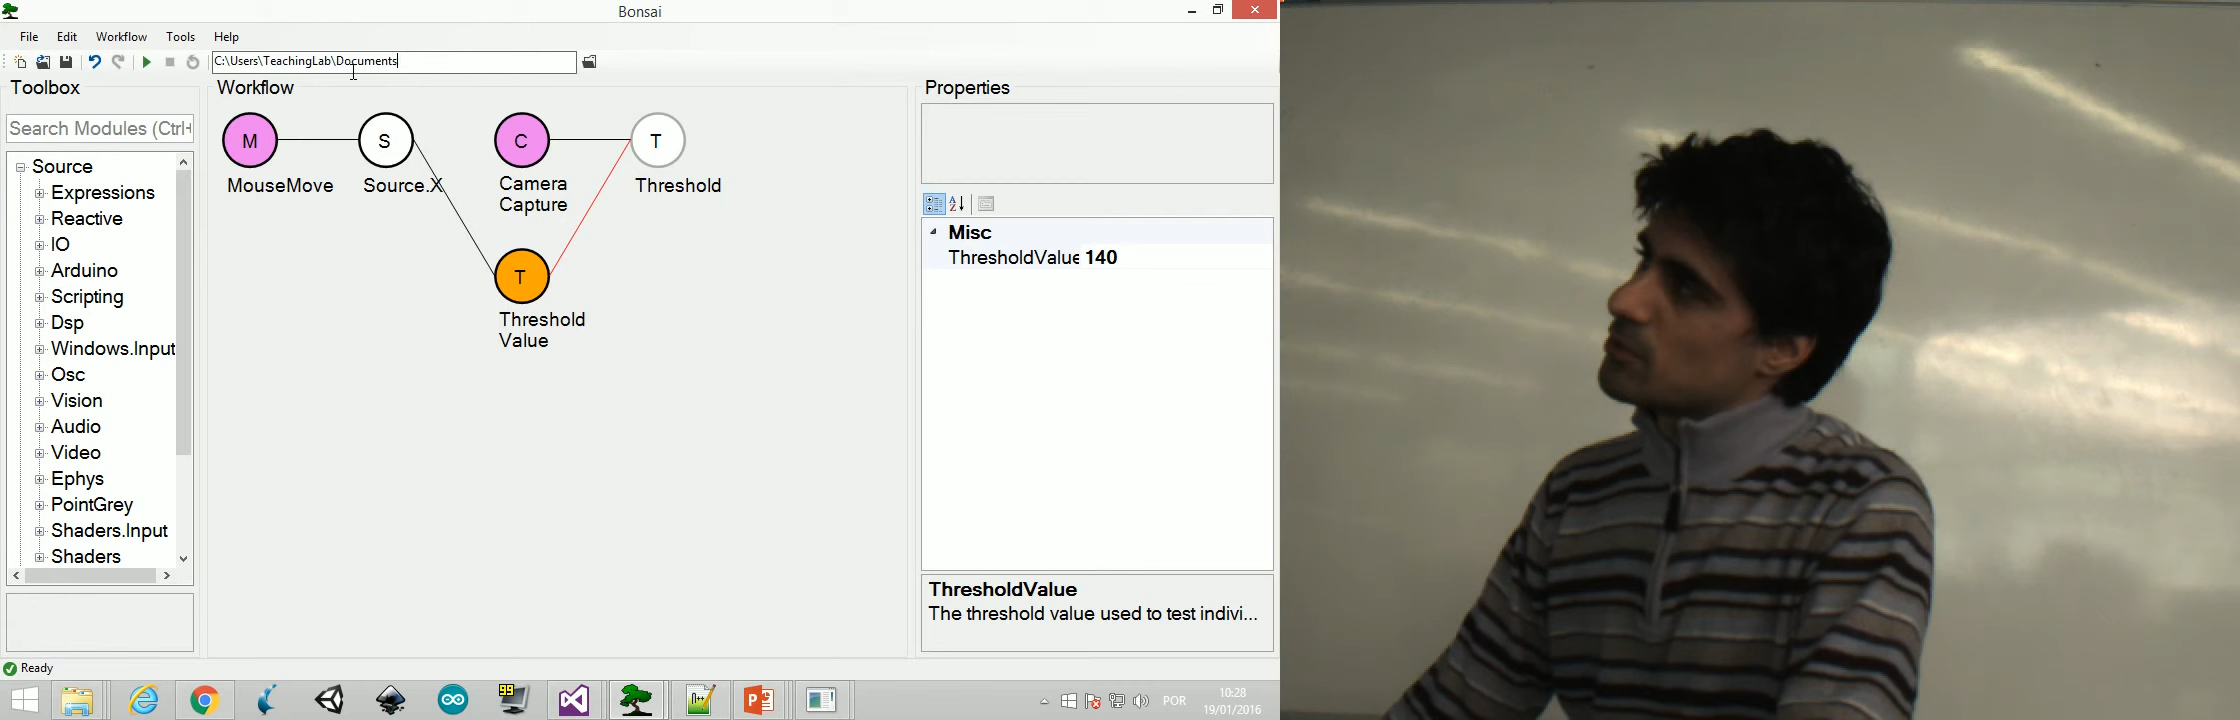 Bonsai
File Edit Workflow Tools Help
C:\Users\TeachingLab\Documents
Toolbox
Search Modules (Ctrl+
Source
Expressions
Reactive
IO
Arduino
Scripting
Dsp
Windows.Input
Osc
Vision
Audio
Video
Ephys
PointGrey
Shaders.Input
Shaders
Workflow
M S C T
MouseMove Source.X Camera Threshold
Capture
T
Threshold
Value
Properties
A
Z
Misc
ThresholdValue 140
ThresholdValue
The threshold value used to test indivi...
Ready
99
P
POR
10:28
19/01/2016